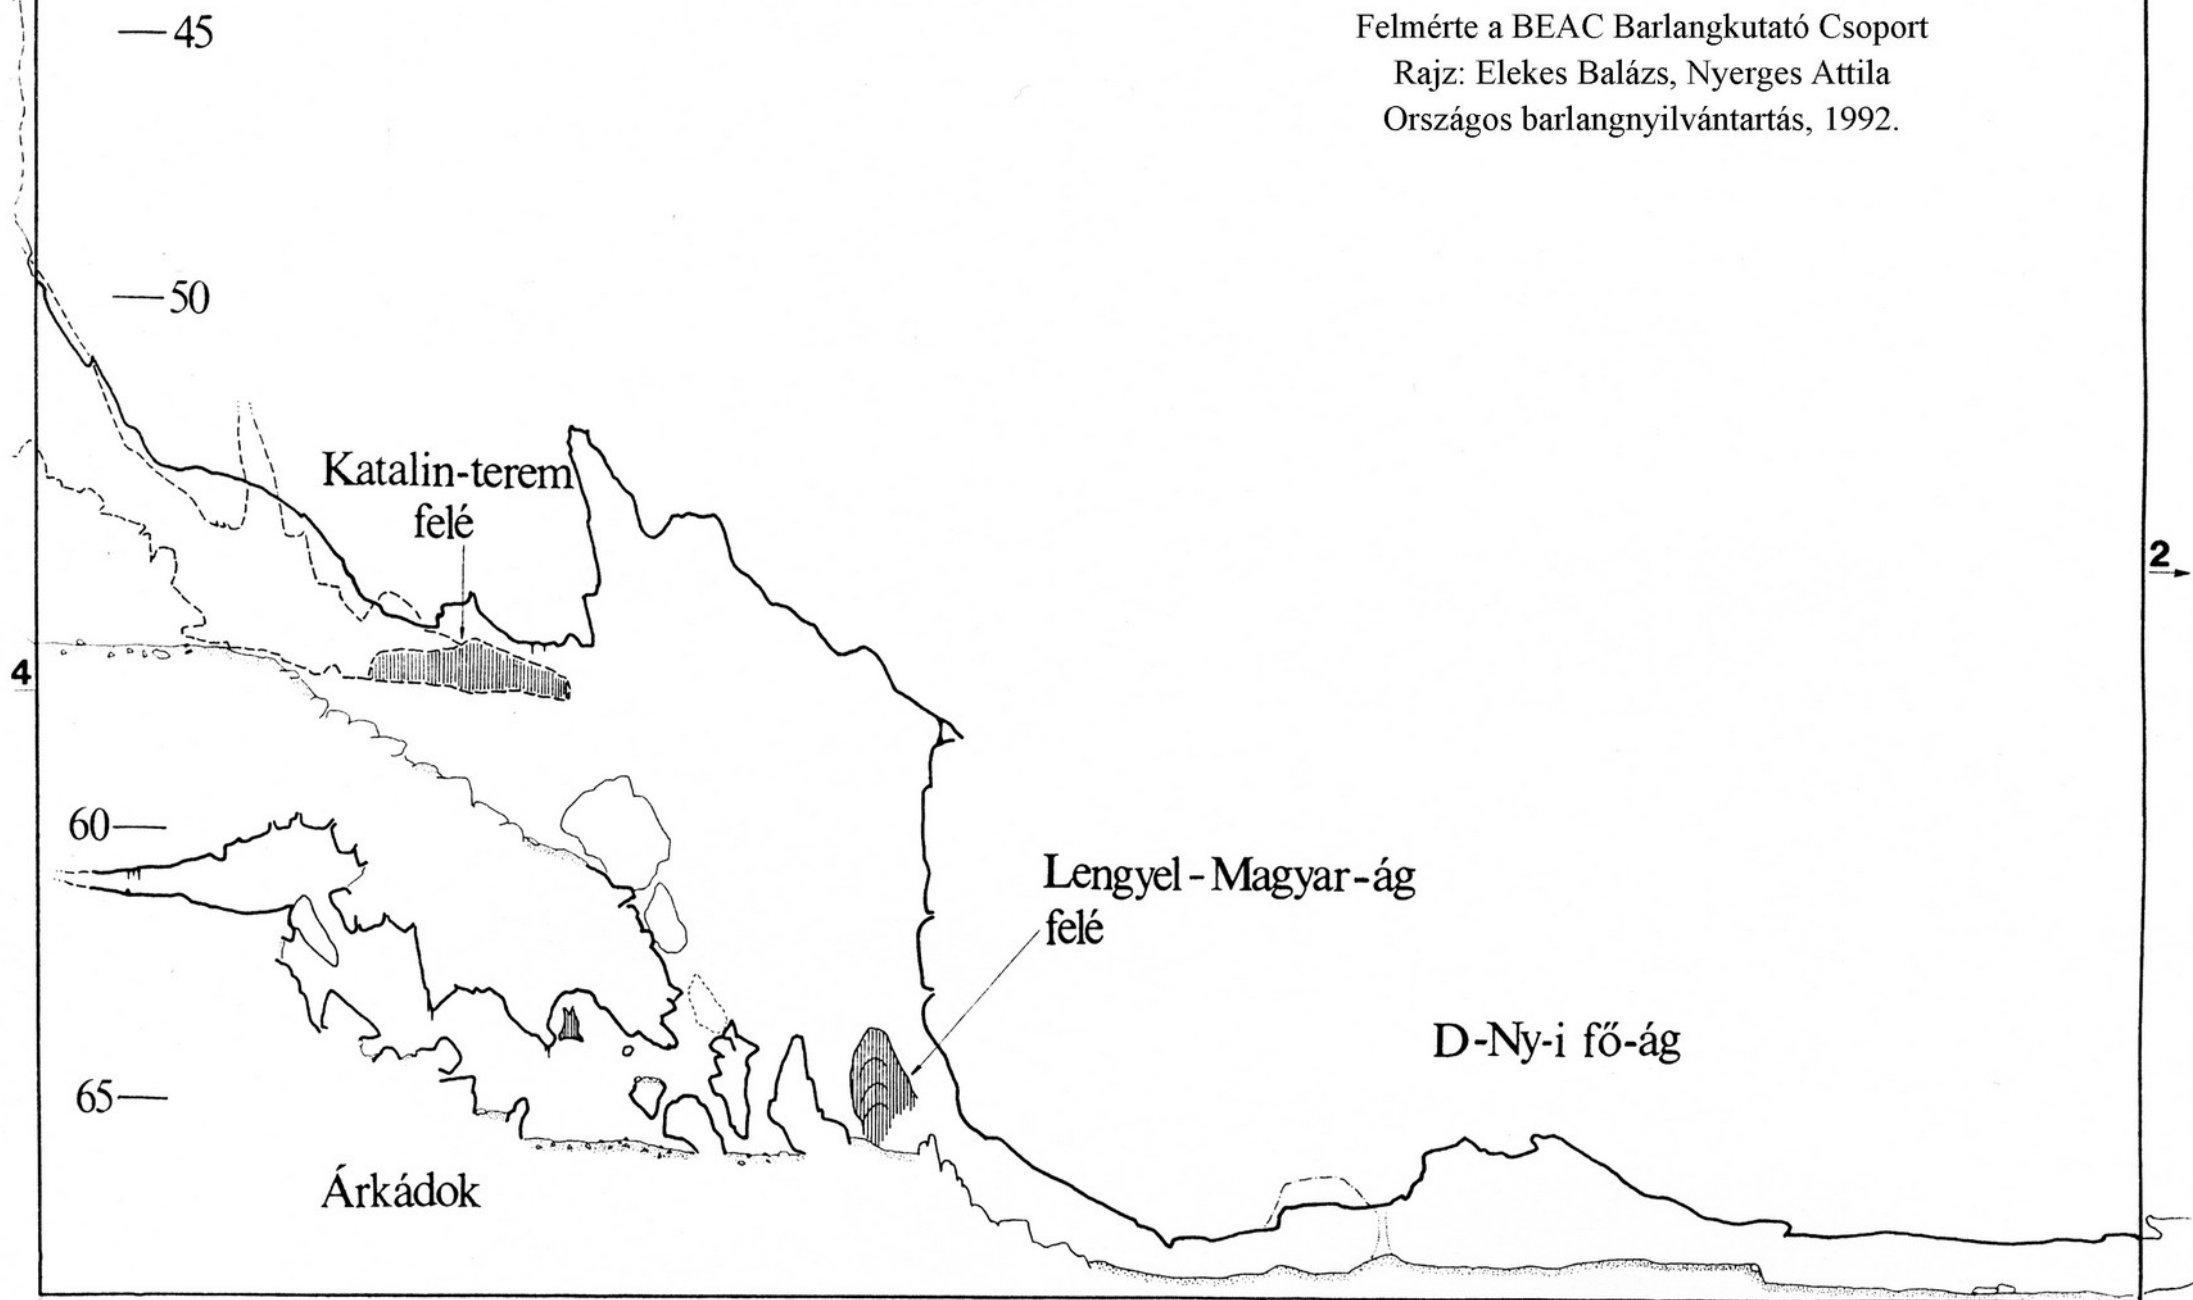 45
Felmérte a BEAC Barlangkutató Csoport
Rajz: Elekes Balázs, Nyerges Attila
Országos barlangnyilvántartás, 1992.
50
Katalin-terem
felé
2
4
60
Lengyel-Magyar-ág
felé
D-Ny-i fő-ág
65
Árkádok